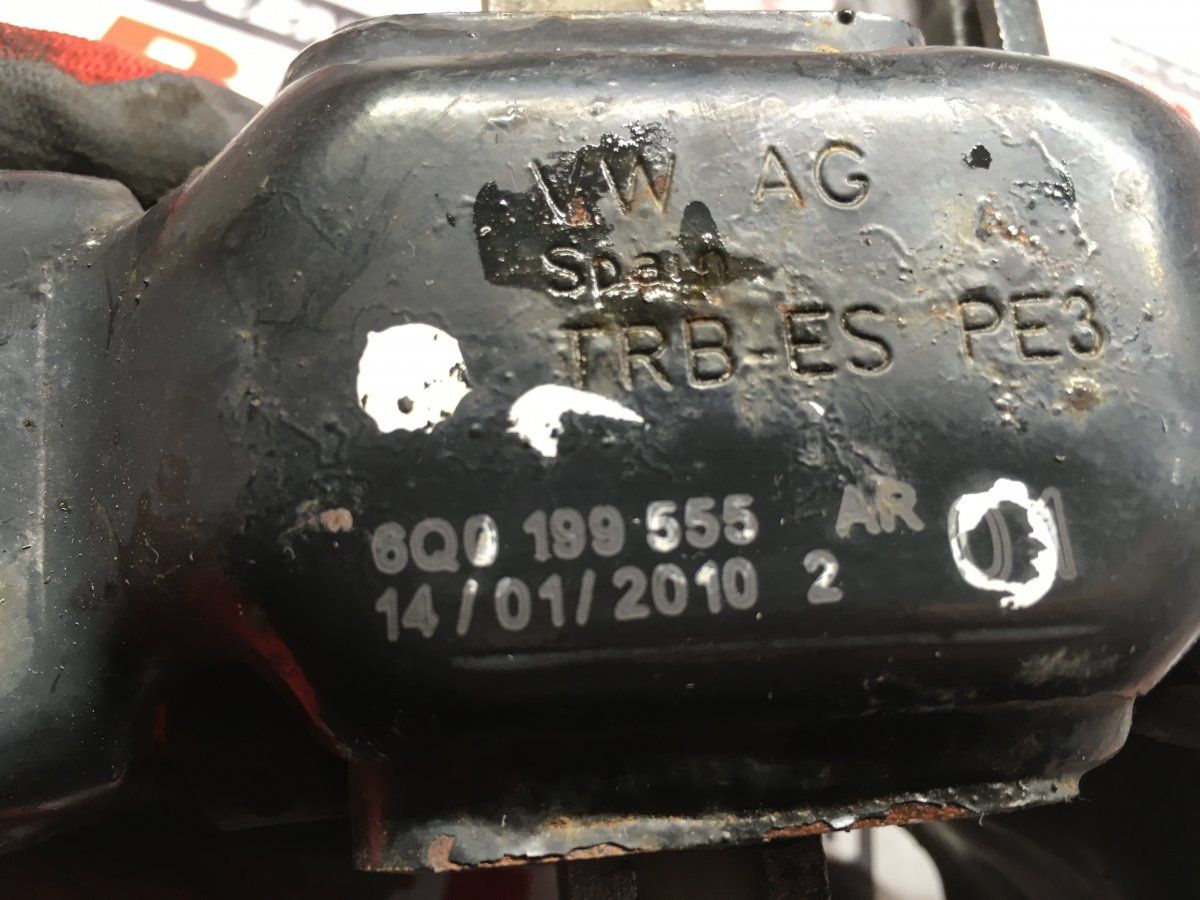 VW AG
Spain
TRB-ES PE3
6Q0 199 555 AR
14/01/2010 2